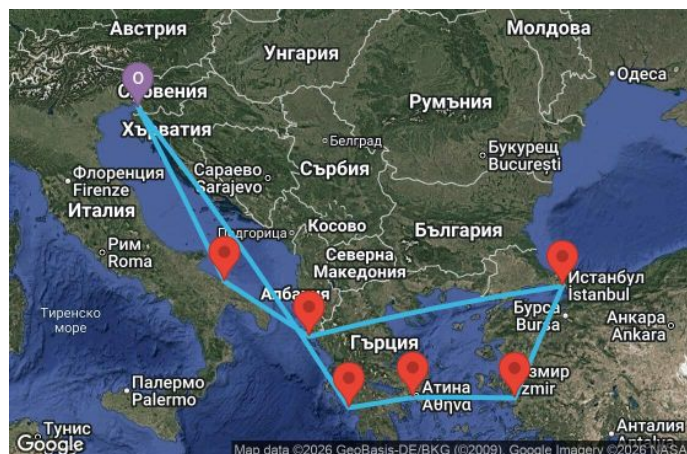 Австрия
Молдова
Унгария
Одеса
O
Словения
Румъния
Хърватия
Белград
Букурещ
București
Флоренция
Firenze
Сараево
Sarajevo
Сърбия
Италия
Косово
България
Подгорица
Рим
Roma
Северна
Македония
Истанбул
İstanbul
Албания
Тиренско
море
Бурса
Bursa
Анкара
Ankara
Гърция
Измир
Izmir
Палермо
Palermo
Атина
Αθήνα
Тунис
Анталия
Google
Map data ©2026 GeoBasis-DE/BKG (©2009), Google Imagery ©2026 NASA